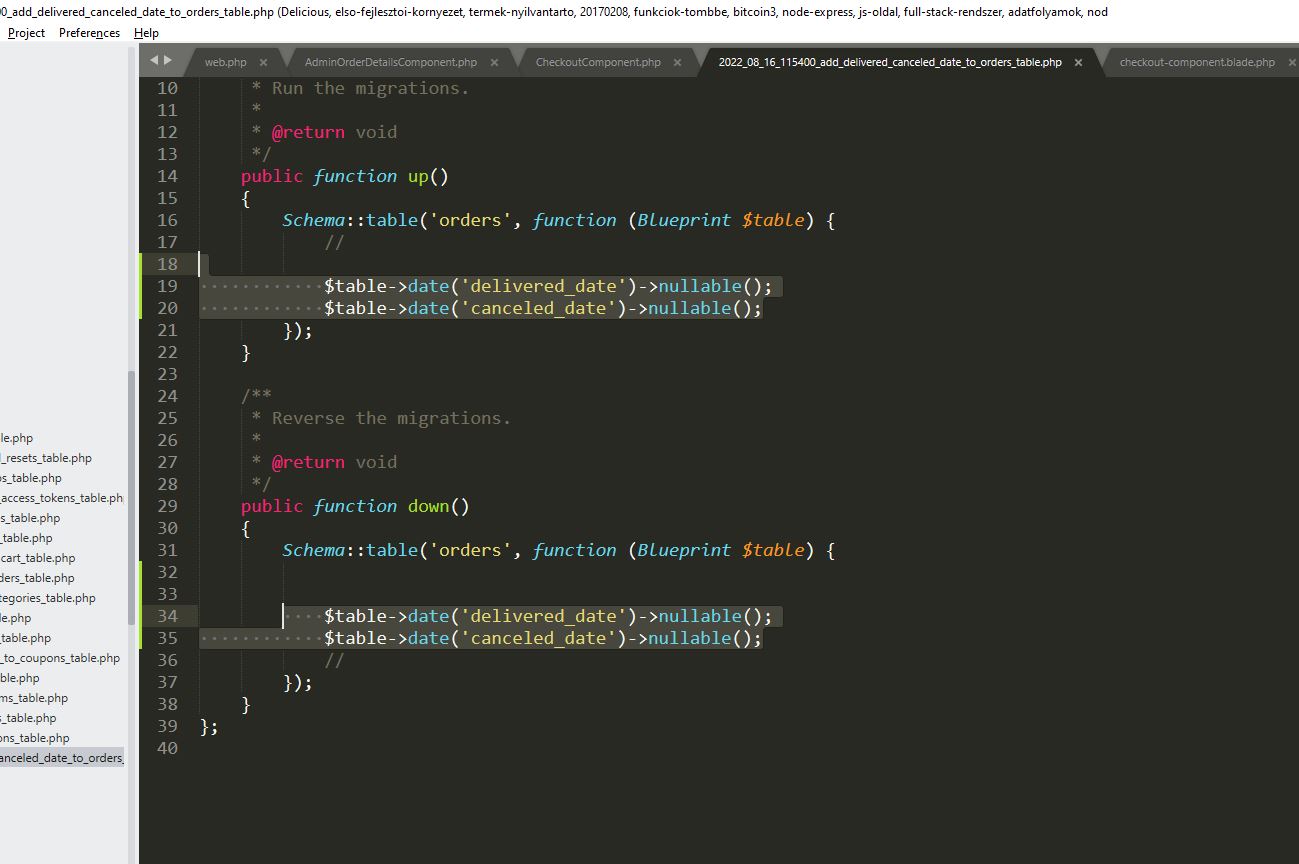 0_add_delivered_canceled_date_to_orders_table.php (Delicious, elso-fejlesztoi-kornyezet, termek-nyilvantarto, 20170208, funkciok-tombbe, bitcoin3, node-express, js-oldal, full-stack-rendszer, adatfolyamok, nod
Project Preferences Help
web.php × AdminOrderDetailsComponent.php × CheckoutComponent.php × 2022_08_16_115400_add_delivered_canceled_date_to_orders_table.php × checkout-component.blade.php ×
10 * Run the migrations.
11 *
12 * @return void
13 */
14 public function up()
15 {
16 Schema::table('orders', function (Blueprint $table) {
17 //
18
19 $table->date('delivered_date')->nullable();
20 $table->date('canceled_date')->nullable();
21 });
22 }
23
24 /**
25 * Reverse the migrations.
26 *
27 * @return void
28 */
29 public function down()
30 {
31 Schema::table('orders', function (Blueprint $table) {
32
33
34 $table->date('delivered_date')->nullable();
35 $table->date('canceled_date')->nullable();
36 //
37 });
38 }
39 };
40
le.php
l_resets_table.php
os_table.php
_access_tokens_table.ph
s_table.php
_table.php
cart_table.php
ders_table.php
tegories_table.php
le.php
_table.php
_to_coupons_table.php
ble.php
ms_table.php
s_table.php
ons_table.php
anceled_date_to_orders_